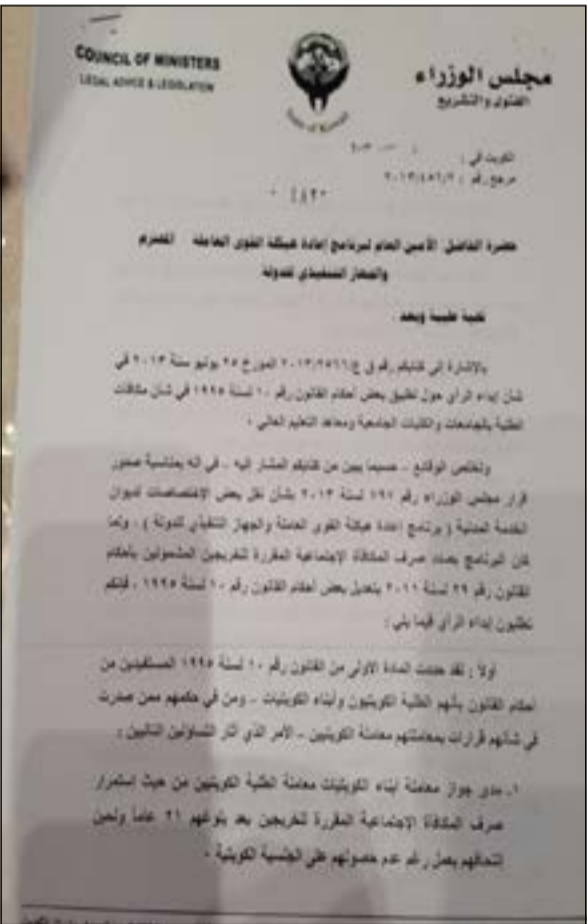 COUNCIL OF MINISTERS
LEGAL ADVICE & LEGISLATION
State of Kuwait
مجلس الوزراء
الفتوى والتشريع
الكويت في :
مرجع رقم :
حضرة الفاضل الأمين العام لبرنامج إعادة هيكلة القوى العاملة المحترم
والجهاز التنفيذي للدولة
تحية طيبة وبعد
بالإشارة إلى كتابكم رقم المؤرخ ٢٥ يونيو سنة ٢٠١٣ في
شأن إبداء الرأي حول تطبيق بعض أحكام القانون رقم ١٠ لسنة ١٩٩٥ في شأن مكافآت
الطلبة بالجامعات والكليات الجامعية ومعاهد التعليم العالي .
وتخلص الوقائع - حسبما يبين من كتابكم المشار إليه - في أنه بمناسبة صدور
قرار مجلس الوزراء رقم لسنة ٢٠١٣ بشأن نقل بعض الإختصاصات لديوان
الخدمة المدنية ( برنامج إعادة هيكلة القوى العاملة والجهاز التنفيذي للدولة ) ، ولما
كان البرنامج بصدد صرف المكافأة الإجتماعية المقررة للخريجين المشمولين بأحكام
القانون رقم ٢٩ لسنة ٢٠١١ بتعديل بعض أحكام القانون رقم ١٠ لسنة ١٩٩٥ ، فإنكم
تطلبون إبداء الرأي فيما يلي :
أولاً : لقد حددت المادة الأولى من القانون رقم ١٠ لسنة ١٩٩٥ المستفيدين من
أحكام القانون بأنهم الطلبة الكويتيون وأبناء الكويتيات - ومن في حكمهم ممن صدرت
في شأنهم قرارات بمعاملتهم معاملة الكويتيين - الأمر الذي أثار التساؤلين التاليين :
١- مدى جواز معاملة أبناء الكويتيات معاملة الطلبة الكويتيين من حيث إستمرار
صرف المكافأة الإجتماعية المقررة للخريجين بعد بلوغهم ٢١ عاماً ولحين
إلتحاقهم بعمل رغم عدم حصولهم على الجنسية الكويتية .